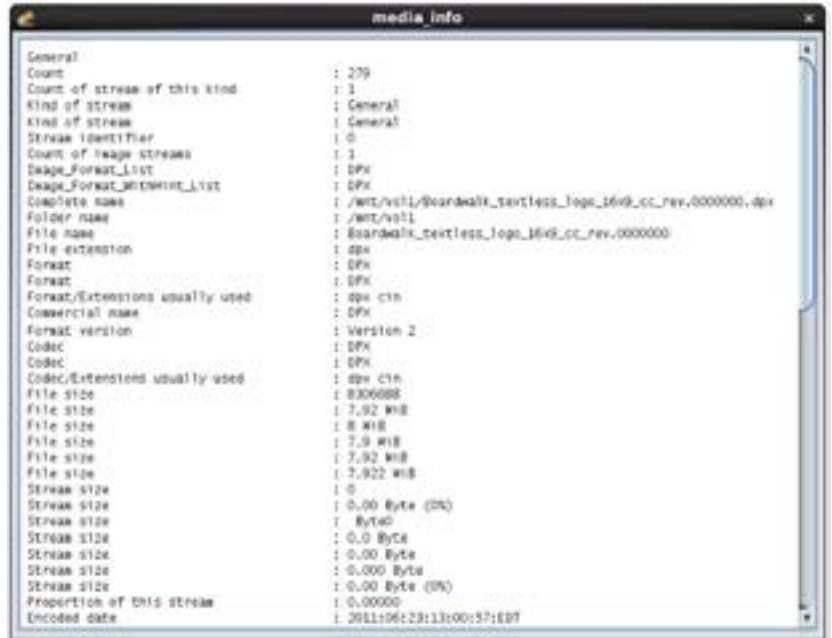 media_info
General
Count : 279
Count of stream of this kind : 1
Kind of stream : General
Kind of stream : General
Stream identifier : 0
Count of image streams : 1
Image_Format_List : DPX
Image_Format_WithHint_List : DPX
Complete name : /mnt/vol1/Boardwalk_textless_logo_16x9_cc_rev.0000000.dpx
Folder name : /mnt/vol1
File name : Boardwalk_textless_logo_16x9_cc_rev.0000000
File extension : dpx
Format : DPX
Format : DPX
Format/Extensions usually used : dpx cin
Commercial name : DPX
Format version : Version 2
Codec : DPX
Codec : DPX
Codec/Extensions usually used : dpx cin
File size : 8306688
File size : 7.92 MiB
File size : 8 MiB
File size : 7.9 MiB
File size : 7.92 MiB
File size : 7.922 MiB
Stream size : 0
Stream size : 0.00 Byte (0%)
Stream size : Byte0
Stream size : 0.0 Byte
Stream size : 0.00 Byte
Stream size : 0.000 Byte
Stream size : 0.00 Byte (0%)
Proportion of this stream : 0.00000
Encoded date : 2011:06:23:13:00:57:EDT